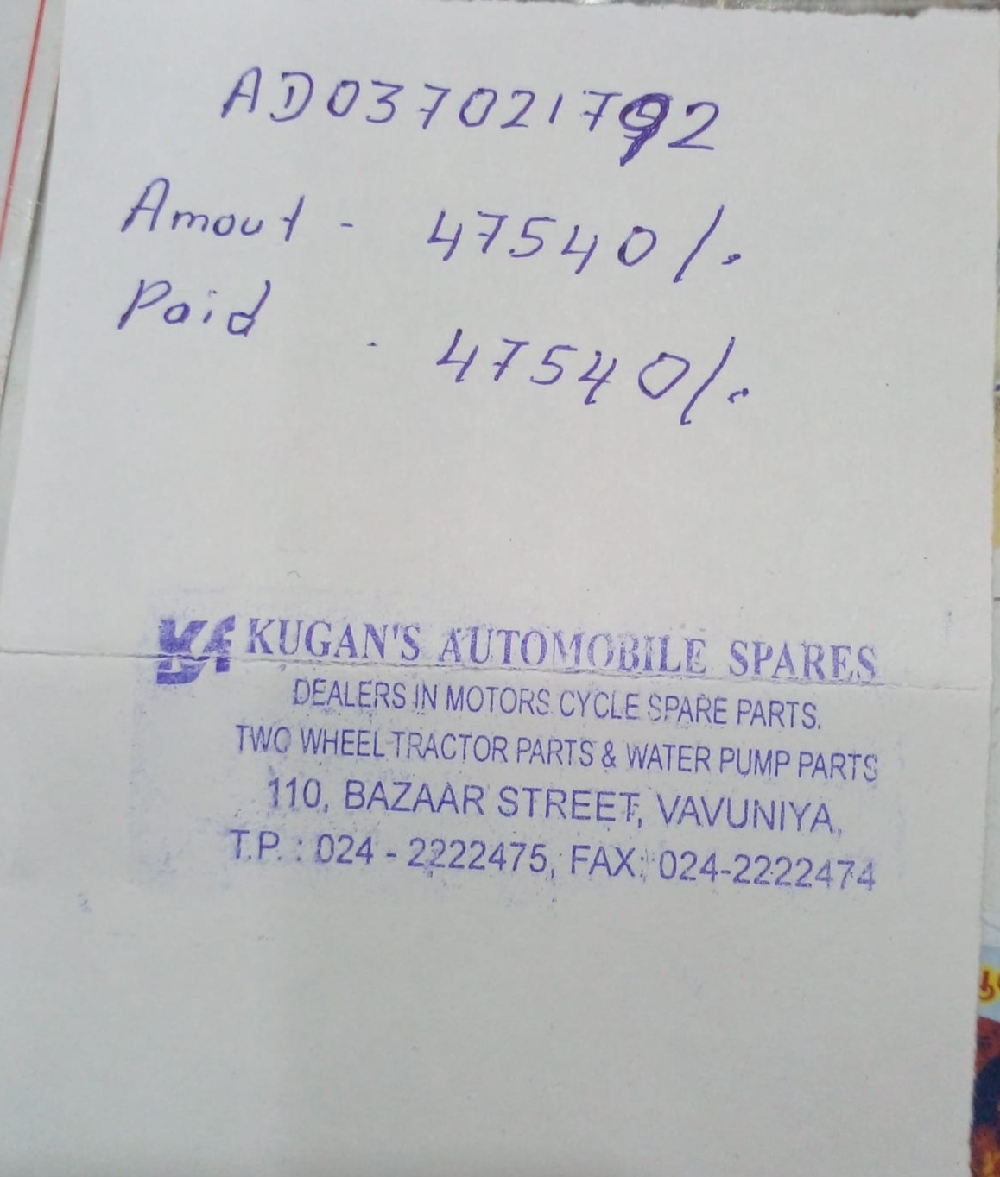 AD037021792
Amout - 47540/.
Paid - 47540/.
KA KUGAN'S AUTOMOBILE SPARES
DEALERS IN MOTORS CYCLE SPARE PARTS.
TWO WHEEL TRACTOR PARTS & WATER PUMP PARTS
110, BAZAAR STREET, VAVUNIYA,
T.P. : 024 - 2222475, FAX: 024-2222474